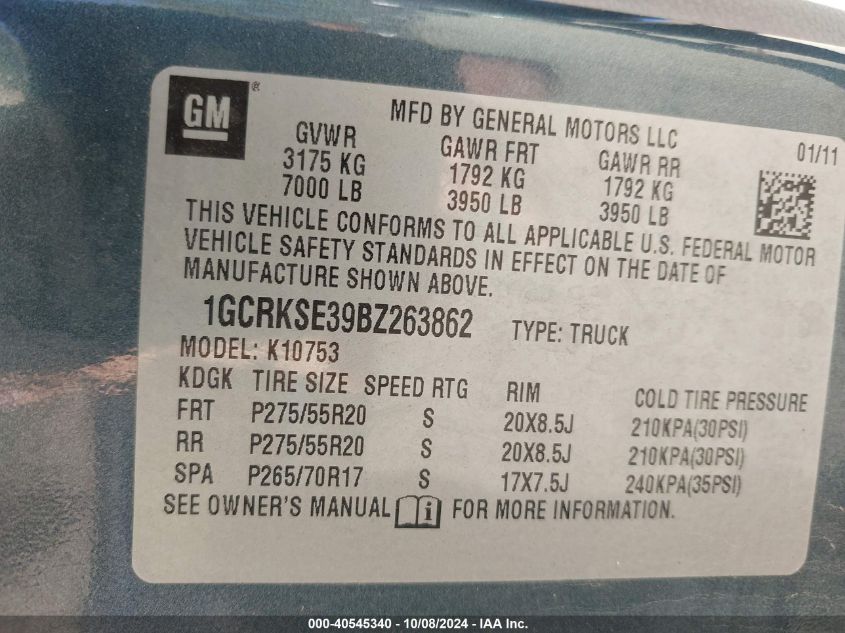 GM ®
MFD BY GENERAL MOTORS LLC
01/11
GVWR GAWR FRT GAWR RR
3175 KG 1792 KG 1792 KG
7000 LB 3950 LB 3950 LB
THIS VEHICLE CONFORMS TO ALL APPLICABLE U.S. FEDERAL MOTOR
VEHICLE SAFETY STANDARDS IN EFFECT ON THE DATE OF
MANUFACTURE SHOWN ABOVE.
1GCRKSE39BZ263862 TYPE: TRUCK
MODEL: K10753
KDGK TIRE SIZE SPEED RTG RIM COLD TIRE PRESSURE
FRT P275/55R20 S 20X8.5J 210KPA(30PSI)
RR P275/55R20 S 20X8.5J 210KPA(30PSI)
SPA P265/70R17 S 17X7.5J 240KPA(35PSI)
SEE OWNER'S MANUAL i FOR MORE INFORMATION.
000-40545340 - 10/08/2024 - IAA Inc.